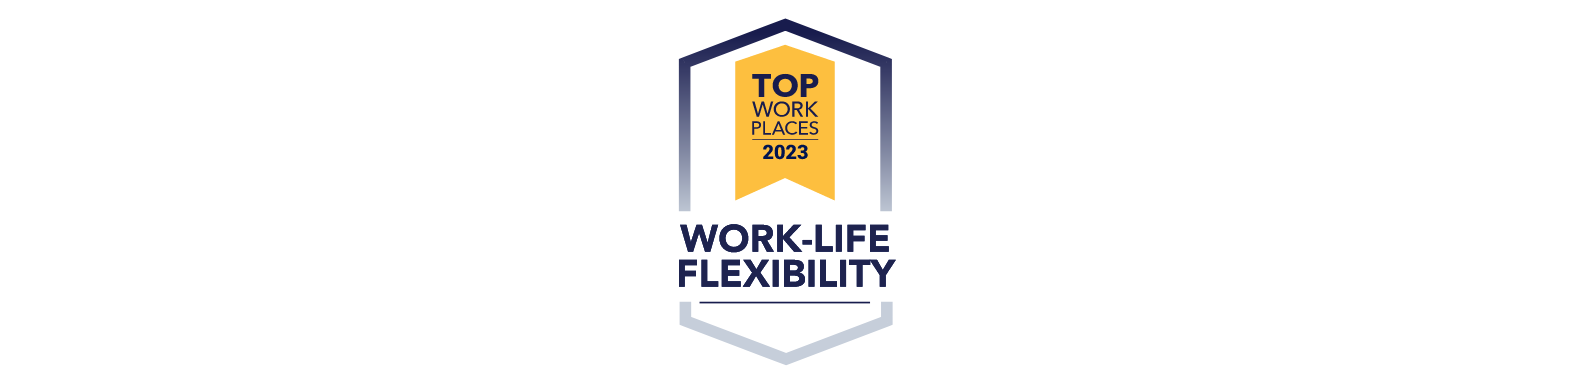 TOP
WORK
PLACES
2023
WORK-LIFE
FLEXIBILITY